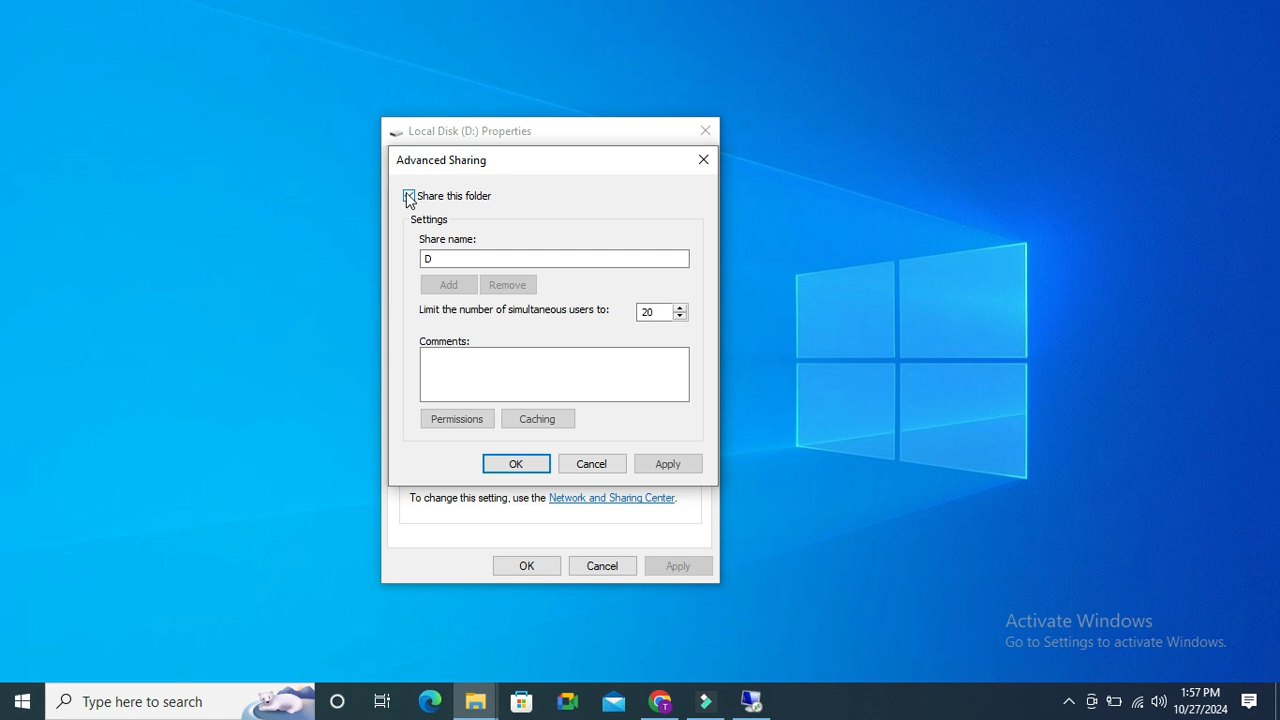 Local Disk (D:) Properties
Advanced Sharing
Share this folder
Settings
Share name:
D
Add Remove
Limit the number of simultaneous users to: 20
Comments:
Permissions Caching
OK Cancel Apply
To change this setting, use the Network and Sharing Center.
OK Cancel Apply
Activate Windows
Go to Settings to activate Windows.
Type here to search
1:57 PM
10/27/2024